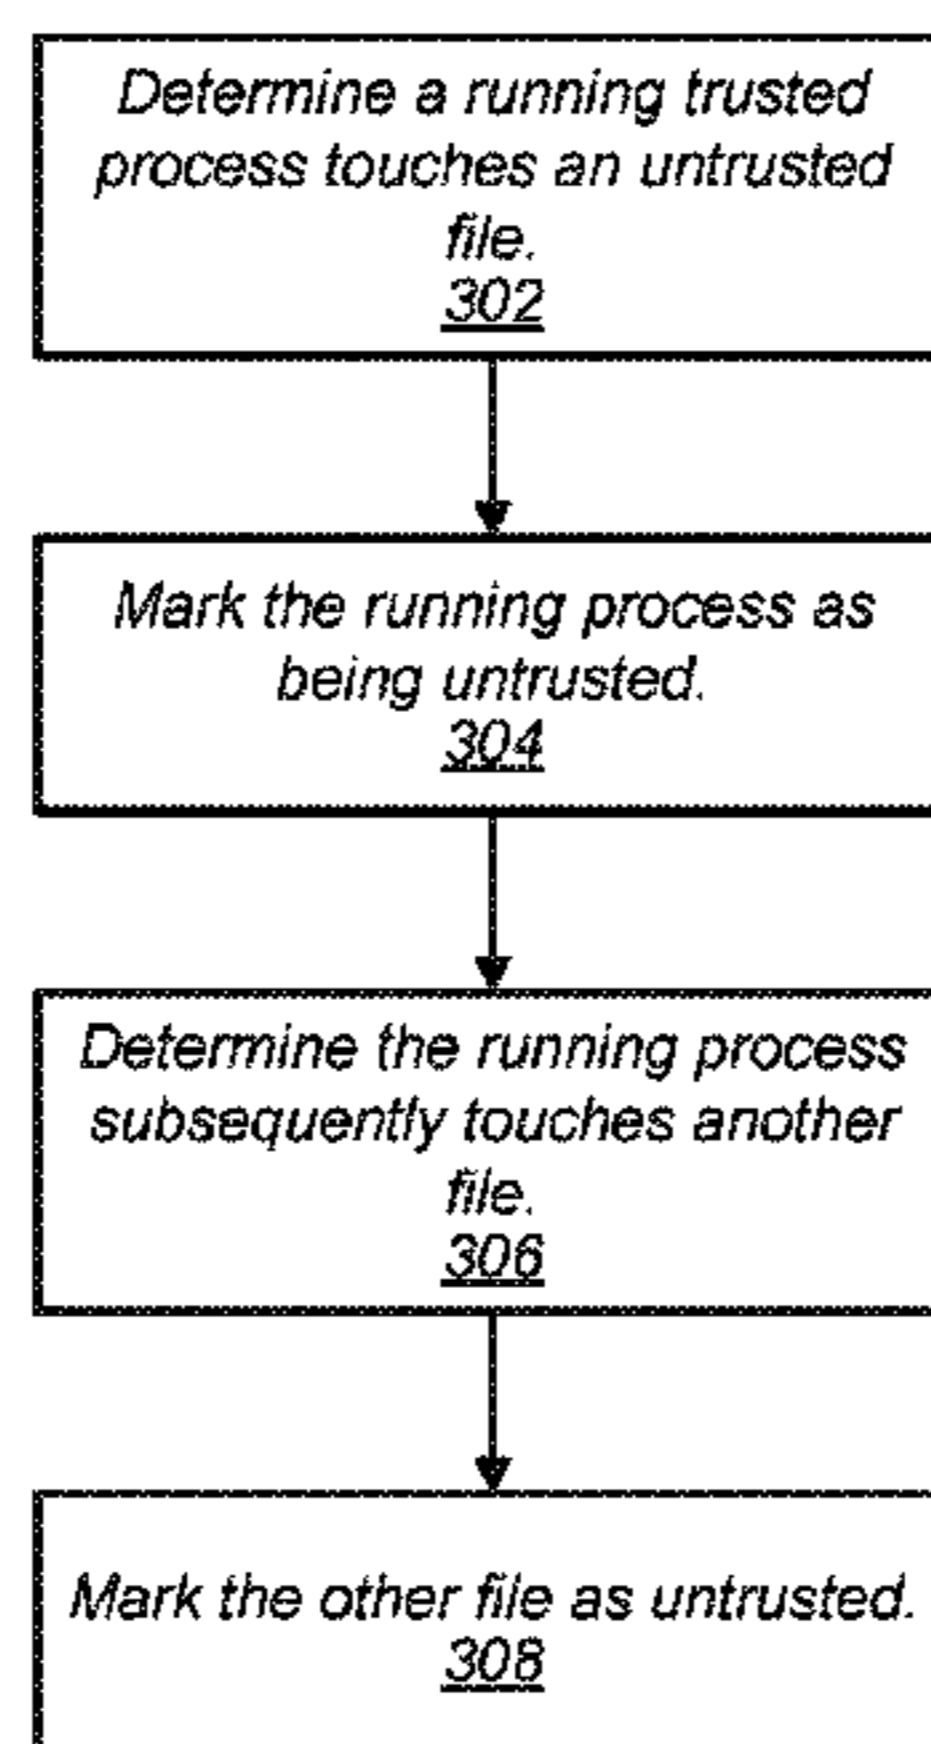 Determine a running trusted
process touches an untrusted
file.
302
Mark the running process as
being untrusted.
304
Determine the running process
subsequently touches another
file.
306
Mark the other file as untrusted.
308